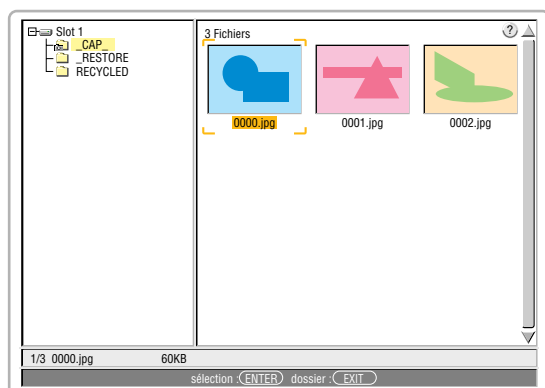 Slot 1
_CAP_
_RESTORE
RECYCLED
3 Fichiers
?
0000.jpg
0001.jpg
0002.jpg
1/3 0000.jpg 60KB
sélection :ENTER dossier :EXIT